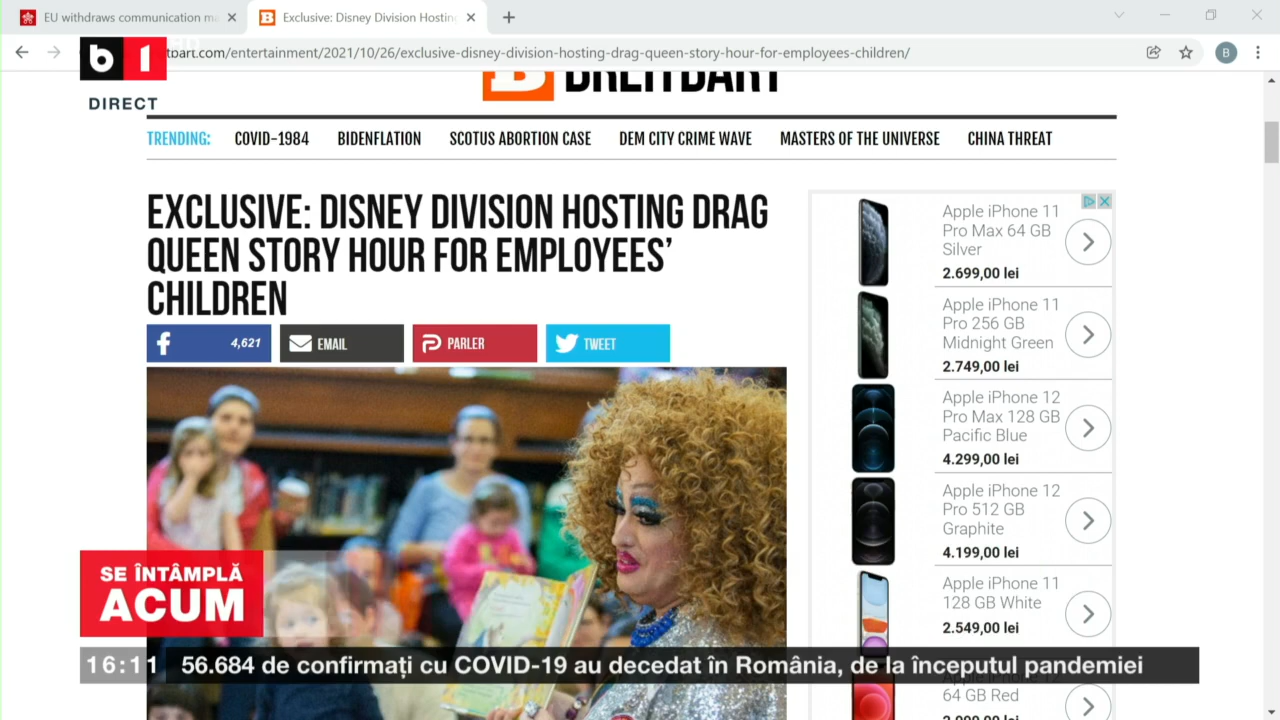 EU withdraws communication ma
Exclusive: Disney Division Hostin
tbart.com/entertainment/2021/10/26/exclusive-disney-division-hosting-drag-queen-story-hour-for-employees-children/
B
b 1
DIRECT
BREITBART
TRENDING: COVID-1984 BIDENFLATION SCOTUS ABORTION CASE DEM CITY CRIME WAVE MASTERS OF THE UNIVERSE CHINA THREAT
EXCLUSIVE: DISNEY DIVISION HOSTING DRAG
QUEEN STORY HOUR FOR EMPLOYEES'
CHILDREN
4,621 EMAIL PARLER TWEET
Apple iPhone 11
Pro Max 64 GB
Silver
2.699,00 lei
Apple iPhone 11
Pro 256 GB
Midnight Green
2.749,00 lei
Apple iPhone 12
Pro Max 128 GB
Pacific Blue
4.299,00 lei
Apple iPhone 12
Pro 512 GB
Graphite
4.199,00 lei
Apple iPhone 11
128 GB White
2.549,00 lei
64 GB Red
SE ÎNTÂMPLĂ
ACUM
16:11 56.684 de confirmați cu COVID-19 au decedat în România, de la începutul pandemiei